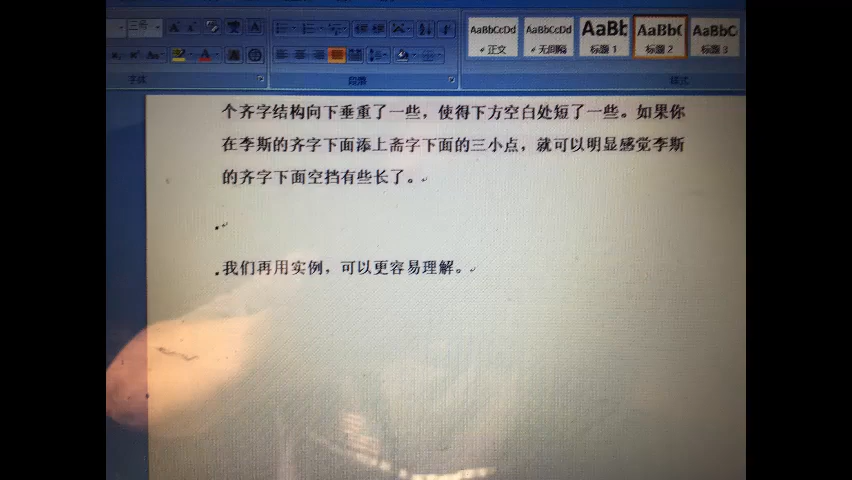 三号
AaBbCcDd AaBbCcDd AaBb AaBb( AaBbC
正文 无间隔 标题 1 标题 2 标题 3
字体 段落 样式
个齐字结构向下垂重了一些，使得下方空白处短了一些。如果你
在李斯的齐字下面添上斋字下面的三小点，就可以明显感觉李斯
的齐字下面空挡有些长了。
我们再用实例，可以更容易理解。